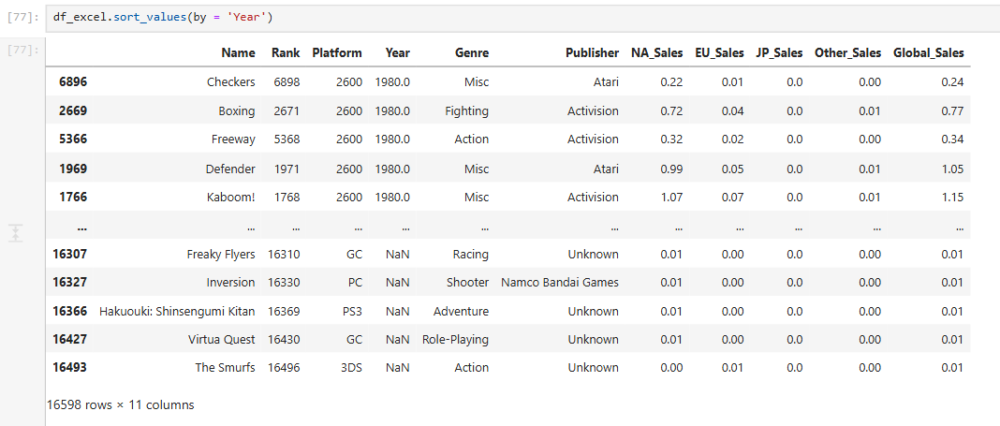 [77]: df_excel.sort_values(by = 'Year')
[77]: Name Rank Platform Year Genre Publisher NA_Sales EU_Sales JP_Sales Other_Sales Global_Sales
6896 Checkers 6898 2600 1980.0 Misc Atari 0.22 0.01 0.0 0.00 0.24
2669 Boxing 2671 2600 1980.0 Fighting Activision 0.72 0.04 0.0 0.01 0.77
5366 Freeway 5368 2600 1980.0 Action Activision 0.32 0.02 0.0 0.00 0.34
1969 Defender 1971 2600 1980.0 Misc Atari 0.99 0.05 0.0 0.01 1.05
1766 Kaboom! 1768 2600 1980.0 Misc Activision 1.07 0.07 0.0 0.01 1.15
... ... ... ... ... ... ... ... ... ... ... ...
16307 Freaky Flyers 16310 GC NaN Racing Unknown 0.01 0.00 0.0 0.00 0.01
16327 Inversion 16330 PC NaN Shooter Namco Bandai Games 0.01 0.00 0.0 0.00 0.01
16366 Hakuouki: Shinsengumi Kitan 16369 PS3 NaN Adventure Unknown 0.01 0.00 0.0 0.00 0.01
16427 Virtua Quest 16430 GC NaN Role-Playing Unknown 0.01 0.00 0.0 0.00 0.01
16493 The Smurfs 16496 3DS NaN Action Unknown 0.00 0.01 0.0 0.00 0.01
16598 rows × 11 columns